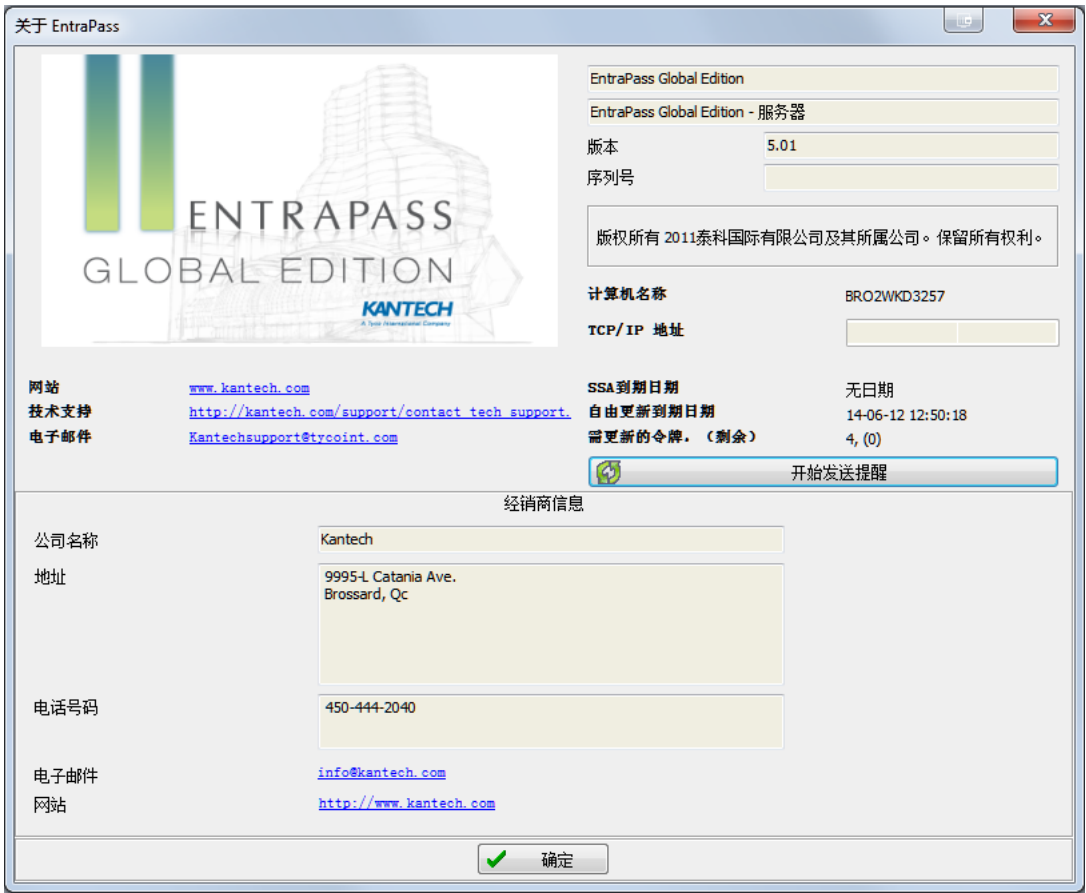 关于 EntraPass
ENTRAPASS
GLOBAL EDITION
KANTECH
A Tyco International Company
EntraPass Global Edition
EntraPass Global Edition - 服务器
版本 5.01
序列号
版权所有 2011泰科国际有限公司及其所属公司。保留所有权利。
计算机名称 BRO2WKD3257
TCP/IP 地址
网站 www.kantech.com
技术支持 http://kantech.com/support/contact_tech_support.
电子邮件 Kantechsupport@tycoint.com
SSA到期日期 无日期
自由更新到期日期 14-06-12 12:50:18
需更新的令牌. (剩余) 4, (0)
开始发送提醒
经销商信息
公司名称 Kantech
地址 9995-L Catania Ave.
Brossard, Qc
电话号码 450-444-2040
电子邮件 info@kantech.com
网站 http://www.kantech.com
确定